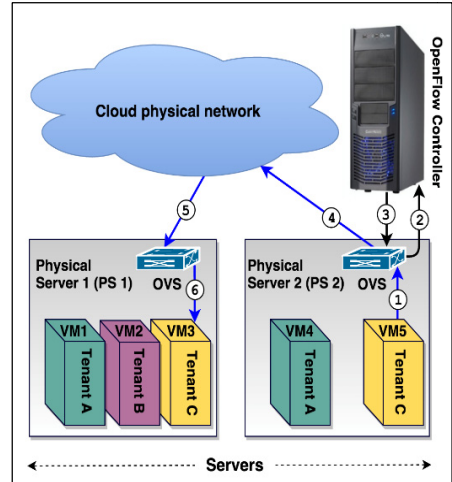 Cloud physical network
OpenFlow Controller
5
4
3
2
Physical
Server 1 (PS 1)
OVS
6
Physical
Server 2 (PS 2)
OVS
1
VM1
VM2
VM3
VM4
VM5
Tenant A
Tenant B
Tenant C
Tenant A
Tenant C
Servers